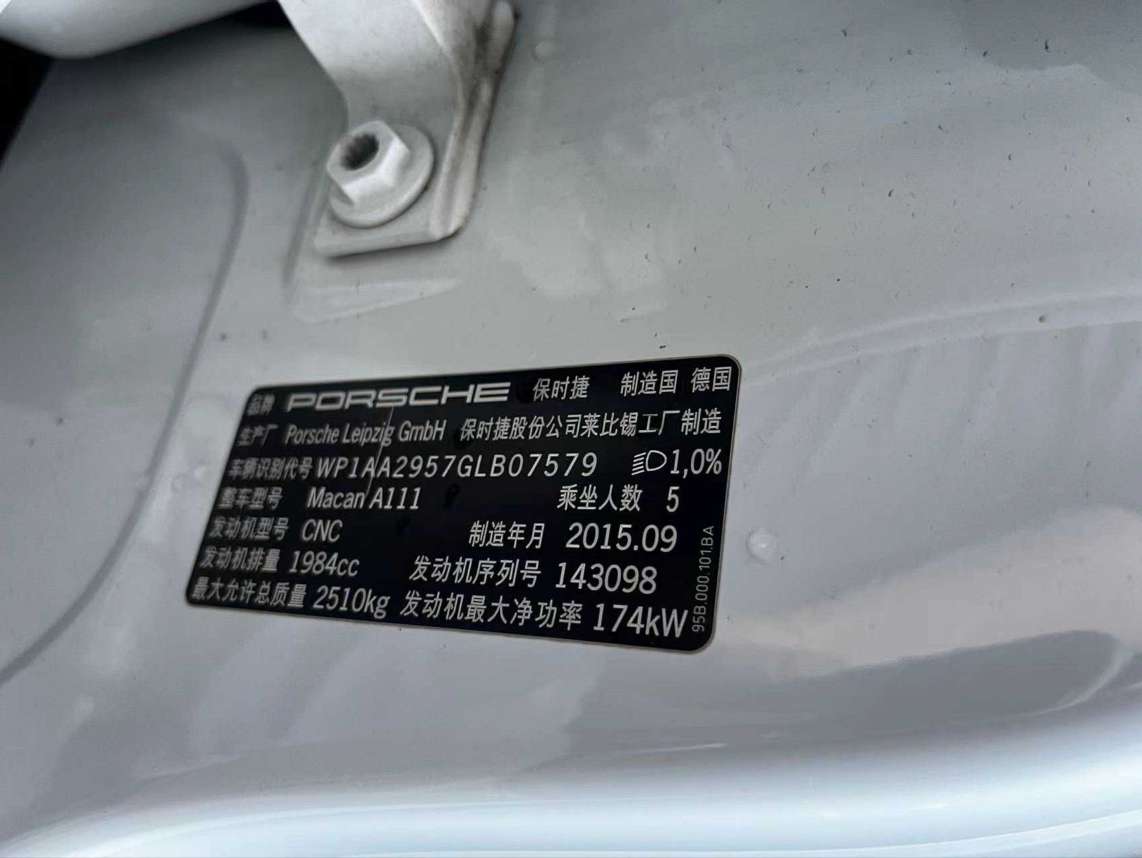 品牌 PORSCHE 保时捷 制造国 德国
生产厂 Porsche Leipzig GmbH 保时捷股份公司莱比锡工厂制造
车辆识别代号 WP1AA2957GLB07579 1,0%
整车型号 Macan A111 乘坐人数 5
发动机型号 CNC 制造年月 2015.09
发动机排量 1984cc 发动机序列号 143098
最大允许总质量 2510kg 发动机最大净功率 174kW
95B.000.101.BA